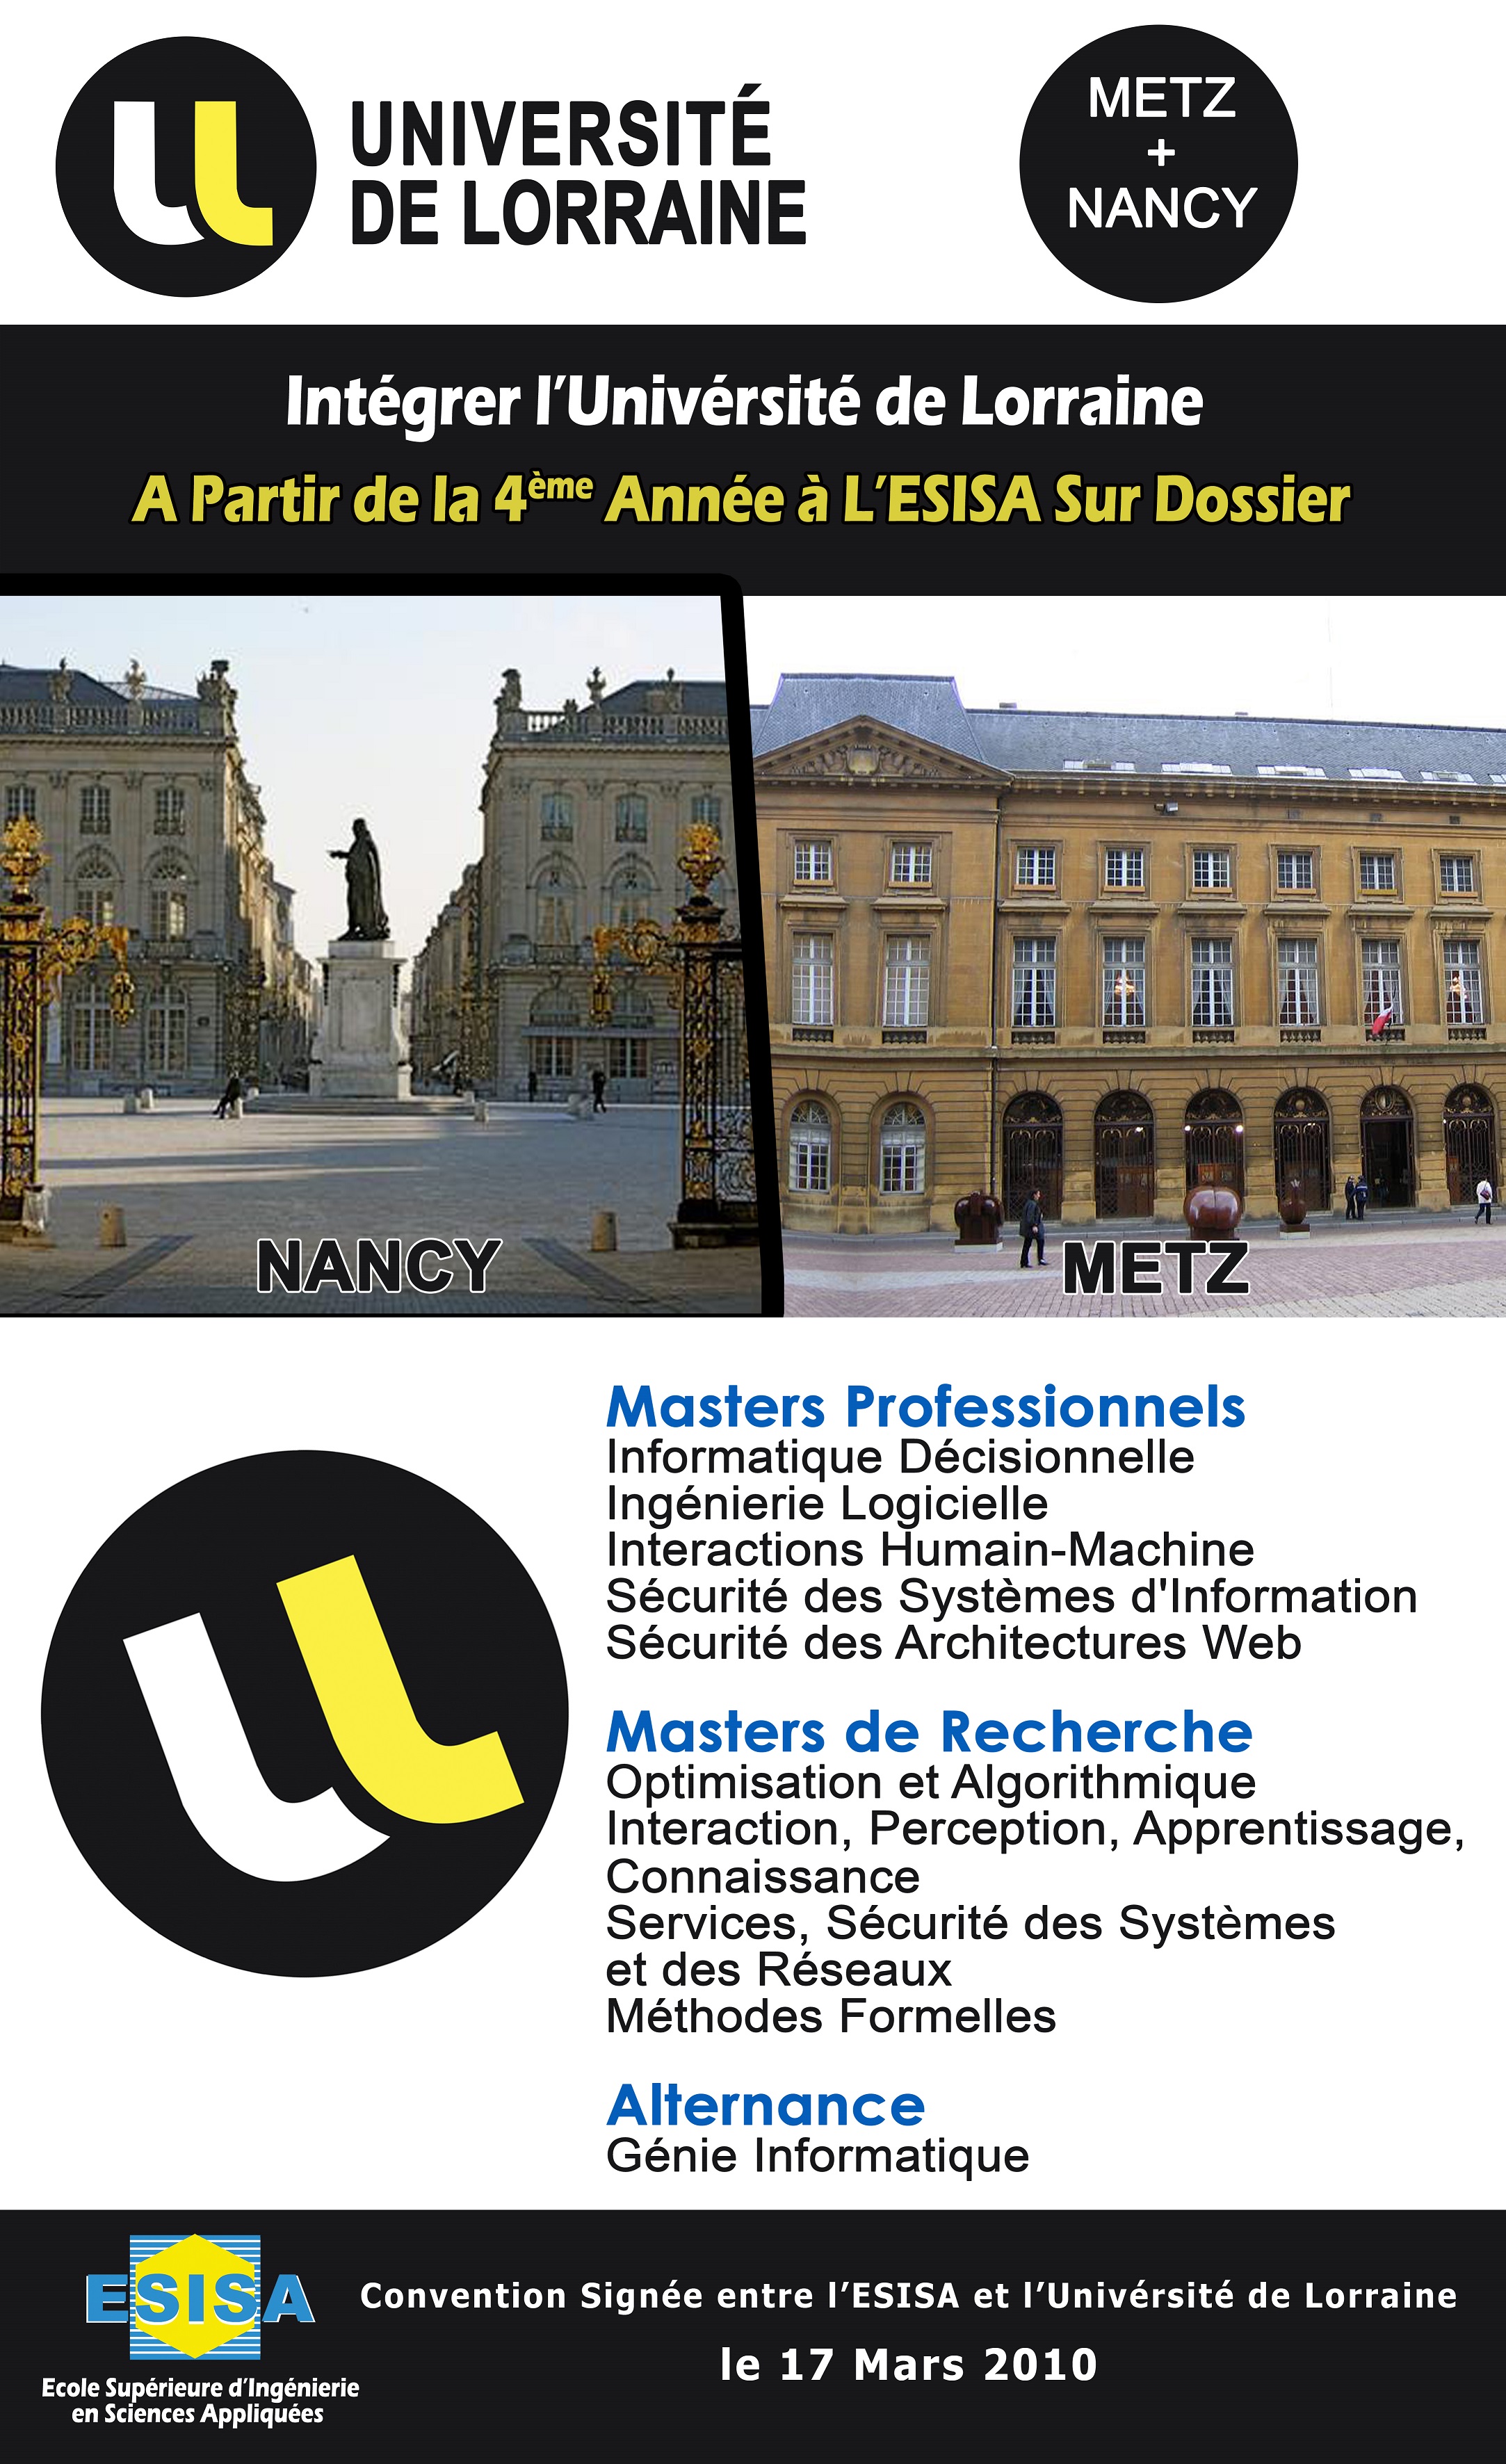 UNIVERSITÉ
DE LORRAINE
METZ
+
NANCY
Intégrer l'Univérsité de Lorraine
A Partir de la 4ème Année à L'ESISA Sur Dossier
NANCY
METZ
Masters Professionnels
Informatique Décisionnelle
Ingénierie Logicielle
Interactions Humain-Machine
Sécurité des Systèmes d'Information
Sécurité des Architectures Web
Masters de Recherche
Optimisation et Algorithmique
Interaction, Perception, Apprentissage,
Connaissance
Services, Sécurité des Systèmes
et des Réseaux
Méthodes Formelles
Alternance
Génie Informatique
ESISA
Ecole Supérieure d'Ingénierie
en Sciences Appliquées
Convention Signée entre l'ESISA et l'Univérsité de Lorraine
le 17 Mars 2010